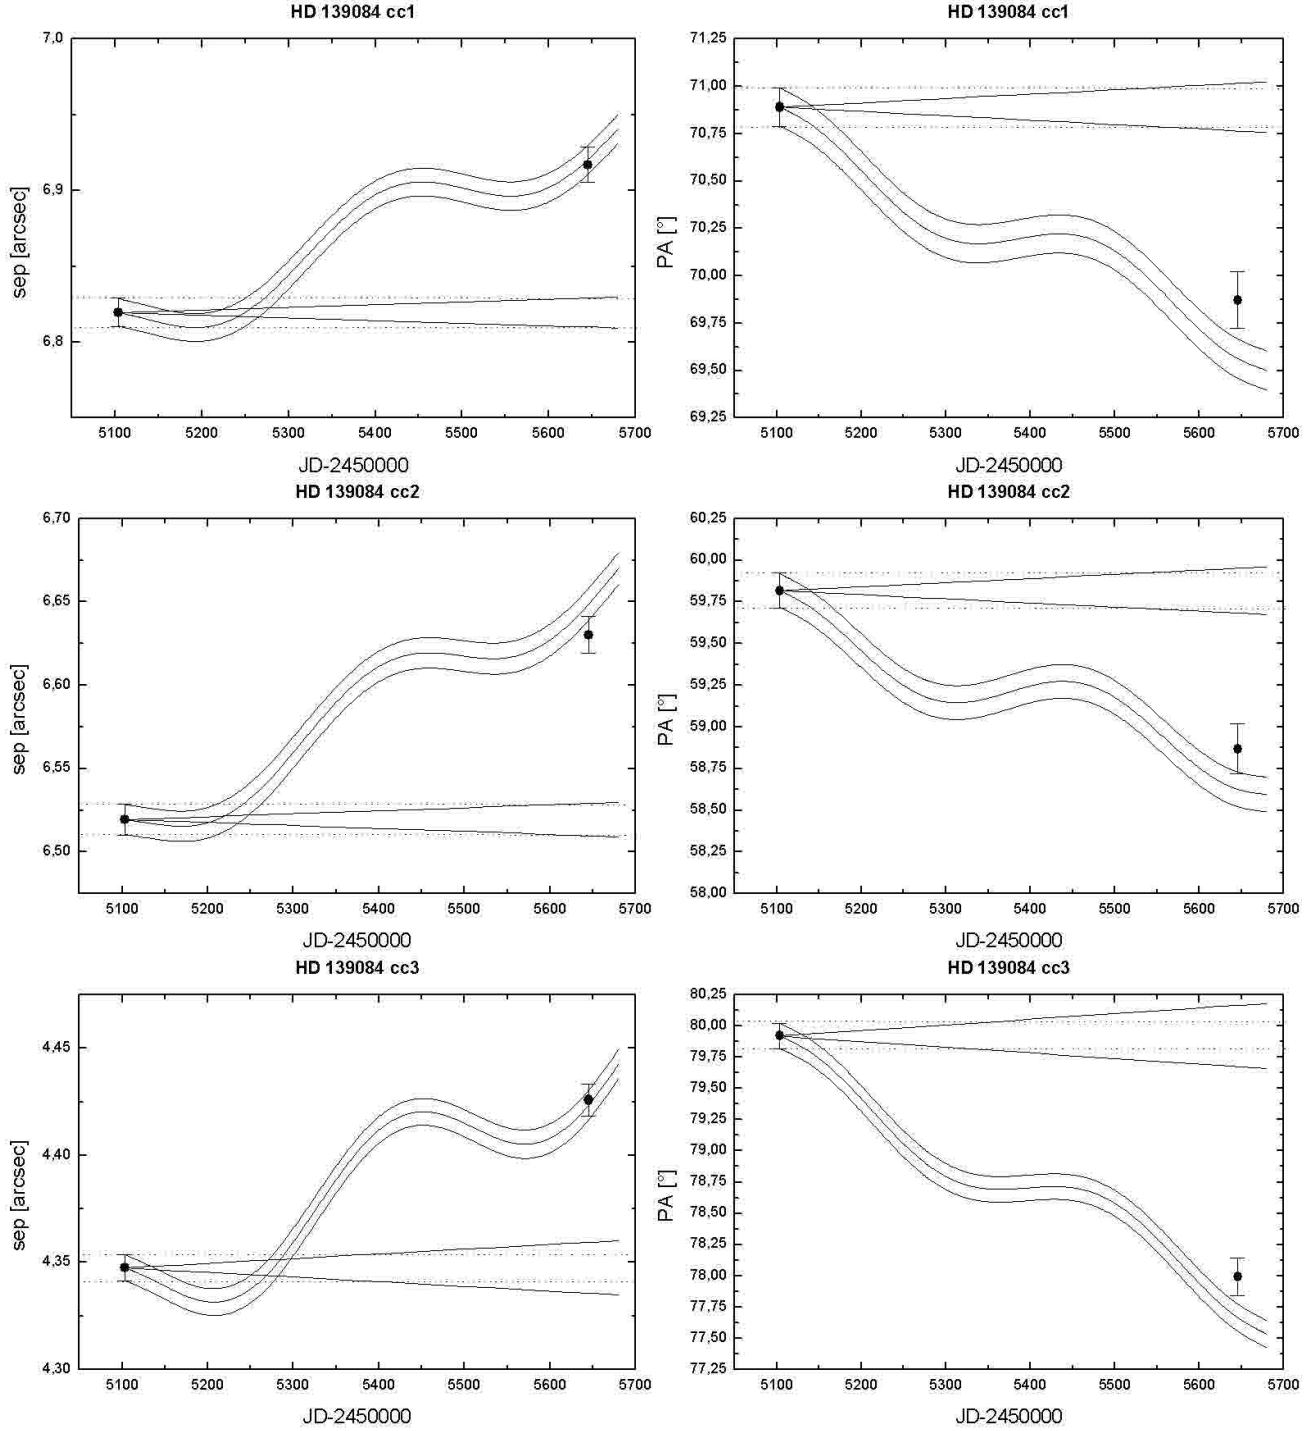 HD 139084 cc1
7,0
6,9
6,8
sep [arcsec]
5100 5200 5300 5400 5500 5600 5700
JD-2450000
HD 139084 cc1
71,25
71,00
70,75
70,50
70,25
70,00
69,75
69,50
69,25
PA [°]
5100 5200 5300 5400 5500 5600 5700
JD-2450000
HD 139084 cc2
6,70
6,65
6,60
6,55
6,50
sep [arcsec]
5100 5200 5300 5400 5500 5600 5700
JD-2450000
HD 139084 cc2
60,25
60,00
59,75
59,50
59,25
59,00
58,75
58,50
58,25
58,00
PA [°]
5100 5200 5300 5400 5500 5600 5700
JD-2450000
HD 139084 cc3
4,45
4,40
4,35
4,30
sep [arcsec]
5100 5200 5300 5400 5500 5600 5700
JD-2450000
HD 139084 cc3
80,25
80,00
79,75
79,50
79,25
79,00
78,75
78,50
78,25
78,00
77,75
77,50
77,25
PA [°]
5100 5200 5300 5400 5500 5600 5700
JD-2450000